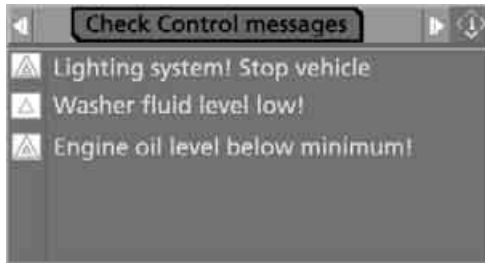 Check Control messages
Lighting system! Stop vehicle
Washer fluid level low!
Engine oil level below minimum!